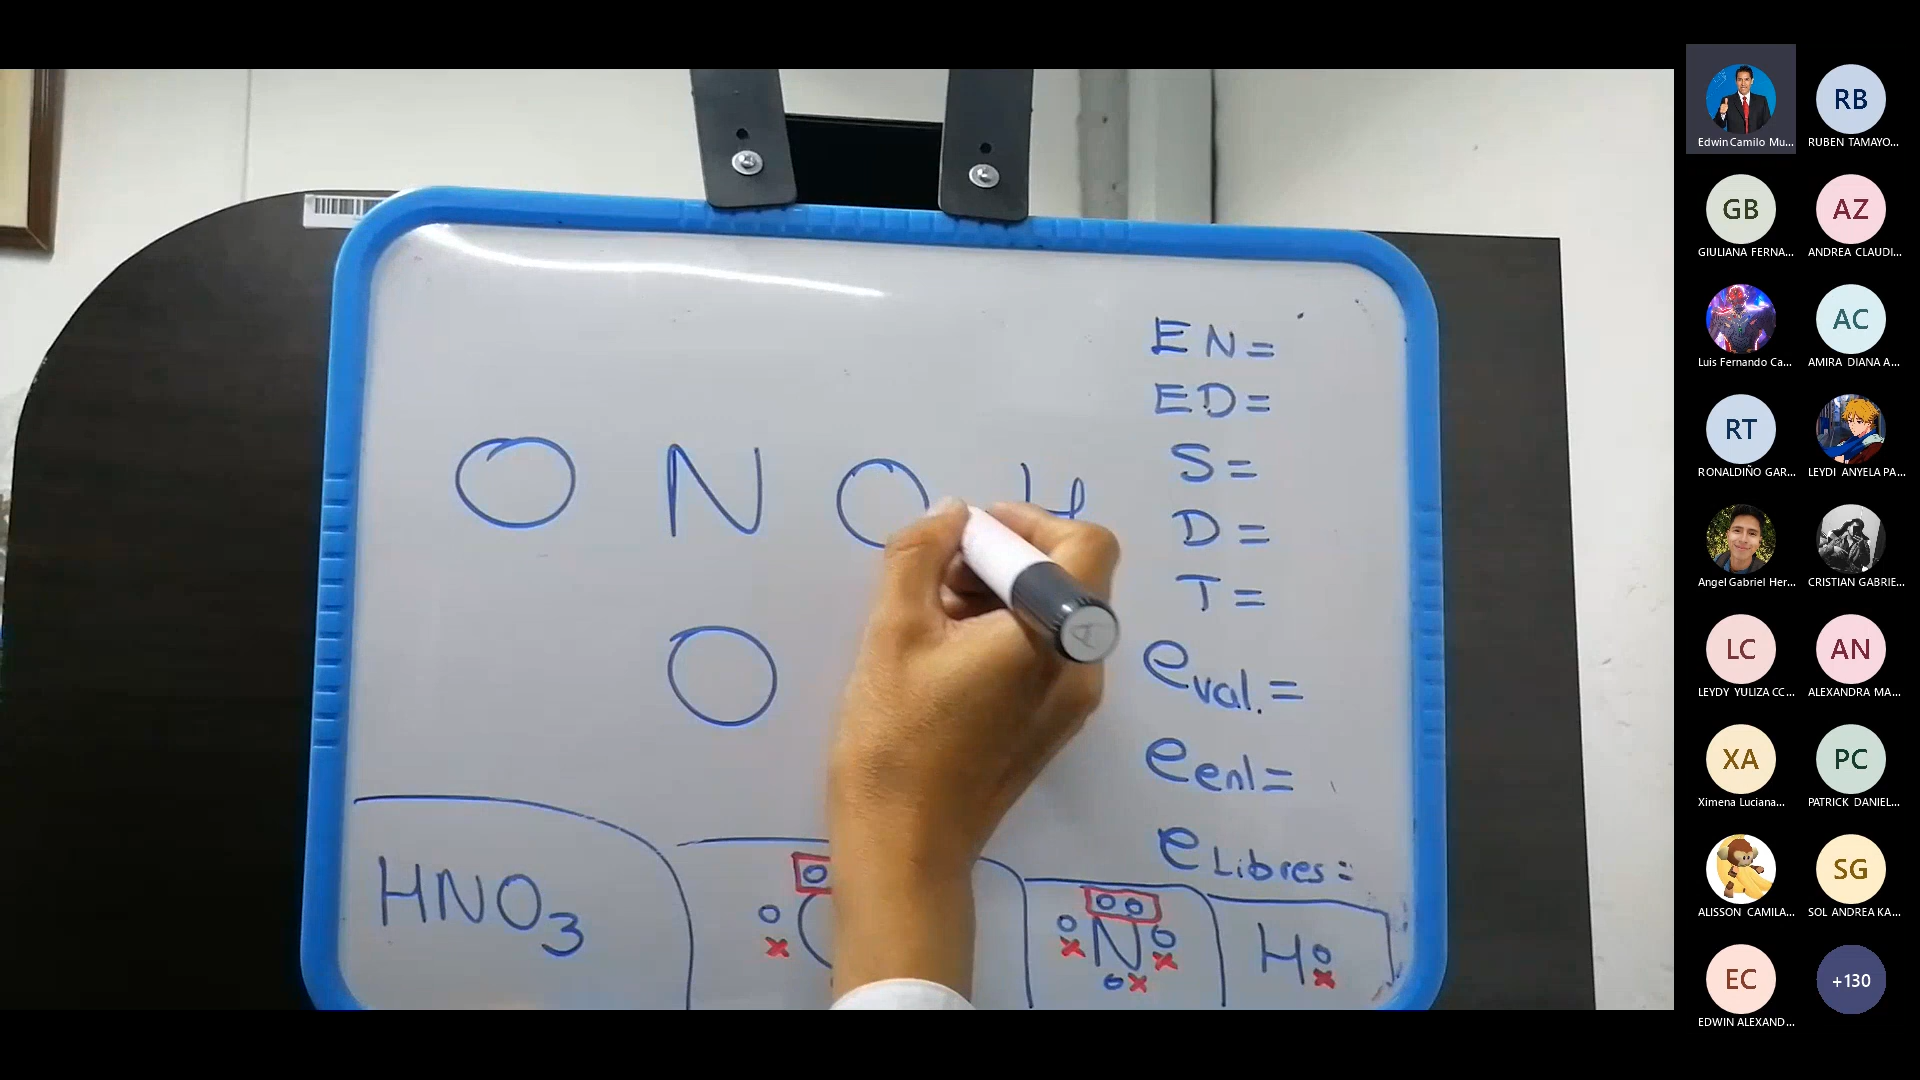 O N O H
O
EN=
ED=
S=
D=
T=
eval.=
eenl=
eLibres=
HNO3
N
H
A
EdwinCamilo Mu...
RB
RUBEN TAMAYO...
GB
GIULIANA FERNA...
AZ
ANDREA CLAUDI...
Luis Fernando Ca...
AC
AMIRA DIANA A...
RT
RONALDIÑO GAR...
LEYDI ANYELA PA...
Angel Gabriel Her...
CRISTIAN GABRIE...
LC
LEYDY YULIZA CC...
AN
ALEXANDRA MA...
XA
Ximena Luciana...
PC
PATRICK DANIEL...
ALISSON CAMILA...
SG
SOL ANDREA KA...
EC
EDWIN ALEXAND...
+130